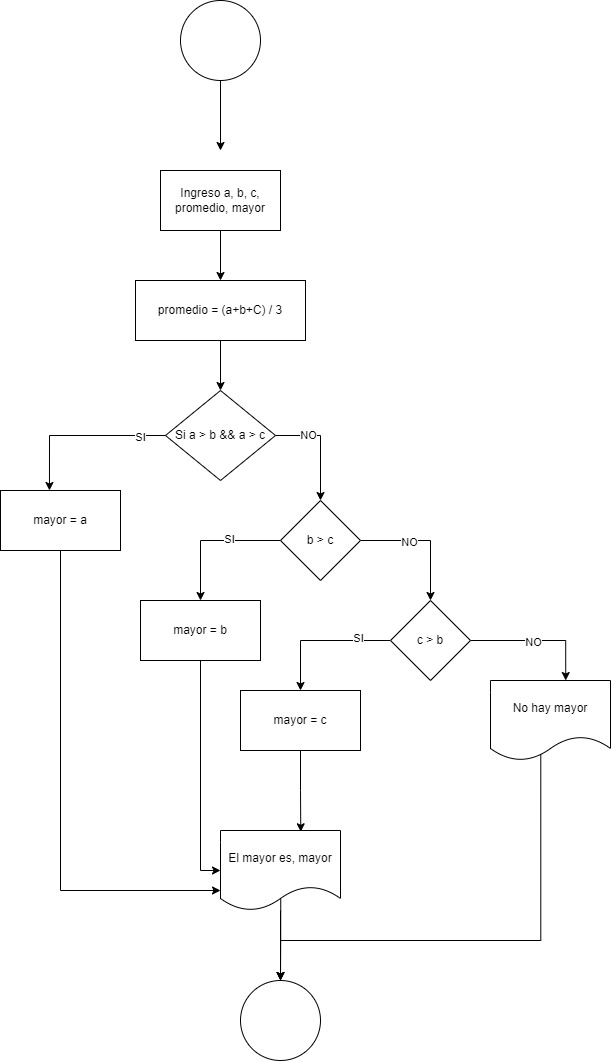 Ingreso a, b, c,
promedio, mayor
promedio = (a+b+C) / 3
SI
Si a > b && a > c
NO
mayor = a
SI
b > c
NO
mayor = b
SI
c > b
NO
mayor = c
No hay mayor
El mayor es, mayor